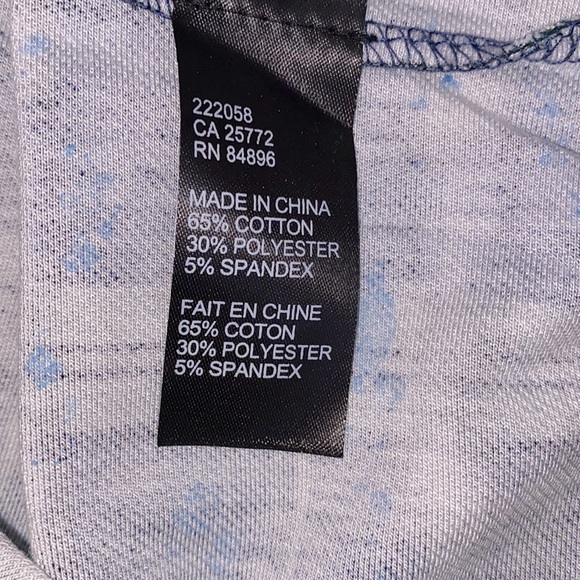 222058
CA 25772
RN 84896
MADE IN CHINA
65% COTTON
30% POLYESTER
5% SPANDEX
FAIT EN CHINE
65% COTON
30% POLYESTER
5% SPANDEX